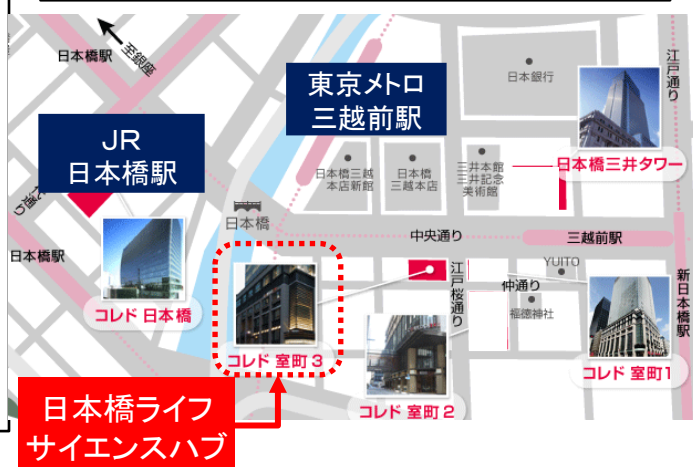 至銀座
日本橋駅
東京メトロ
三越前駅
日本銀行
江戸通り
JR
日本橋駅
日本橋三越
本店新館
日本橋
三越本店
三井本館
三井記念
美術館
日本橋三井タワー
日本橋
中央通り
三越前駅
日本橋駅
YUITO
江戸桜通り
仲通り
福徳神社
新日本橋駅
コレド 日本橋
コレド 室町3
コレド 室町2
コレド 室町1
日本橋ライフ
サイエンスハブ